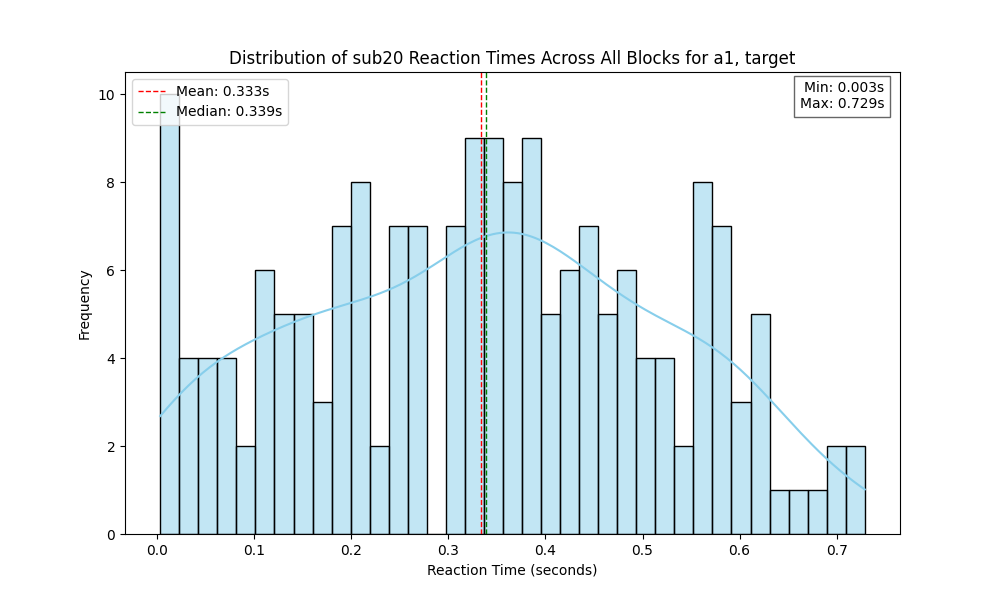 Distribution of sub20 Reaction Times Across All Blocks for a1, target
Mean: 0.333s
Median: 0.339s
Min: 0.003s
Max: 0.729s
Frequency
10
8
6
4
2
0
0.0 0.1 0.2 0.3 0.4 0.5 0.6 0.7
Reaction Time (seconds)